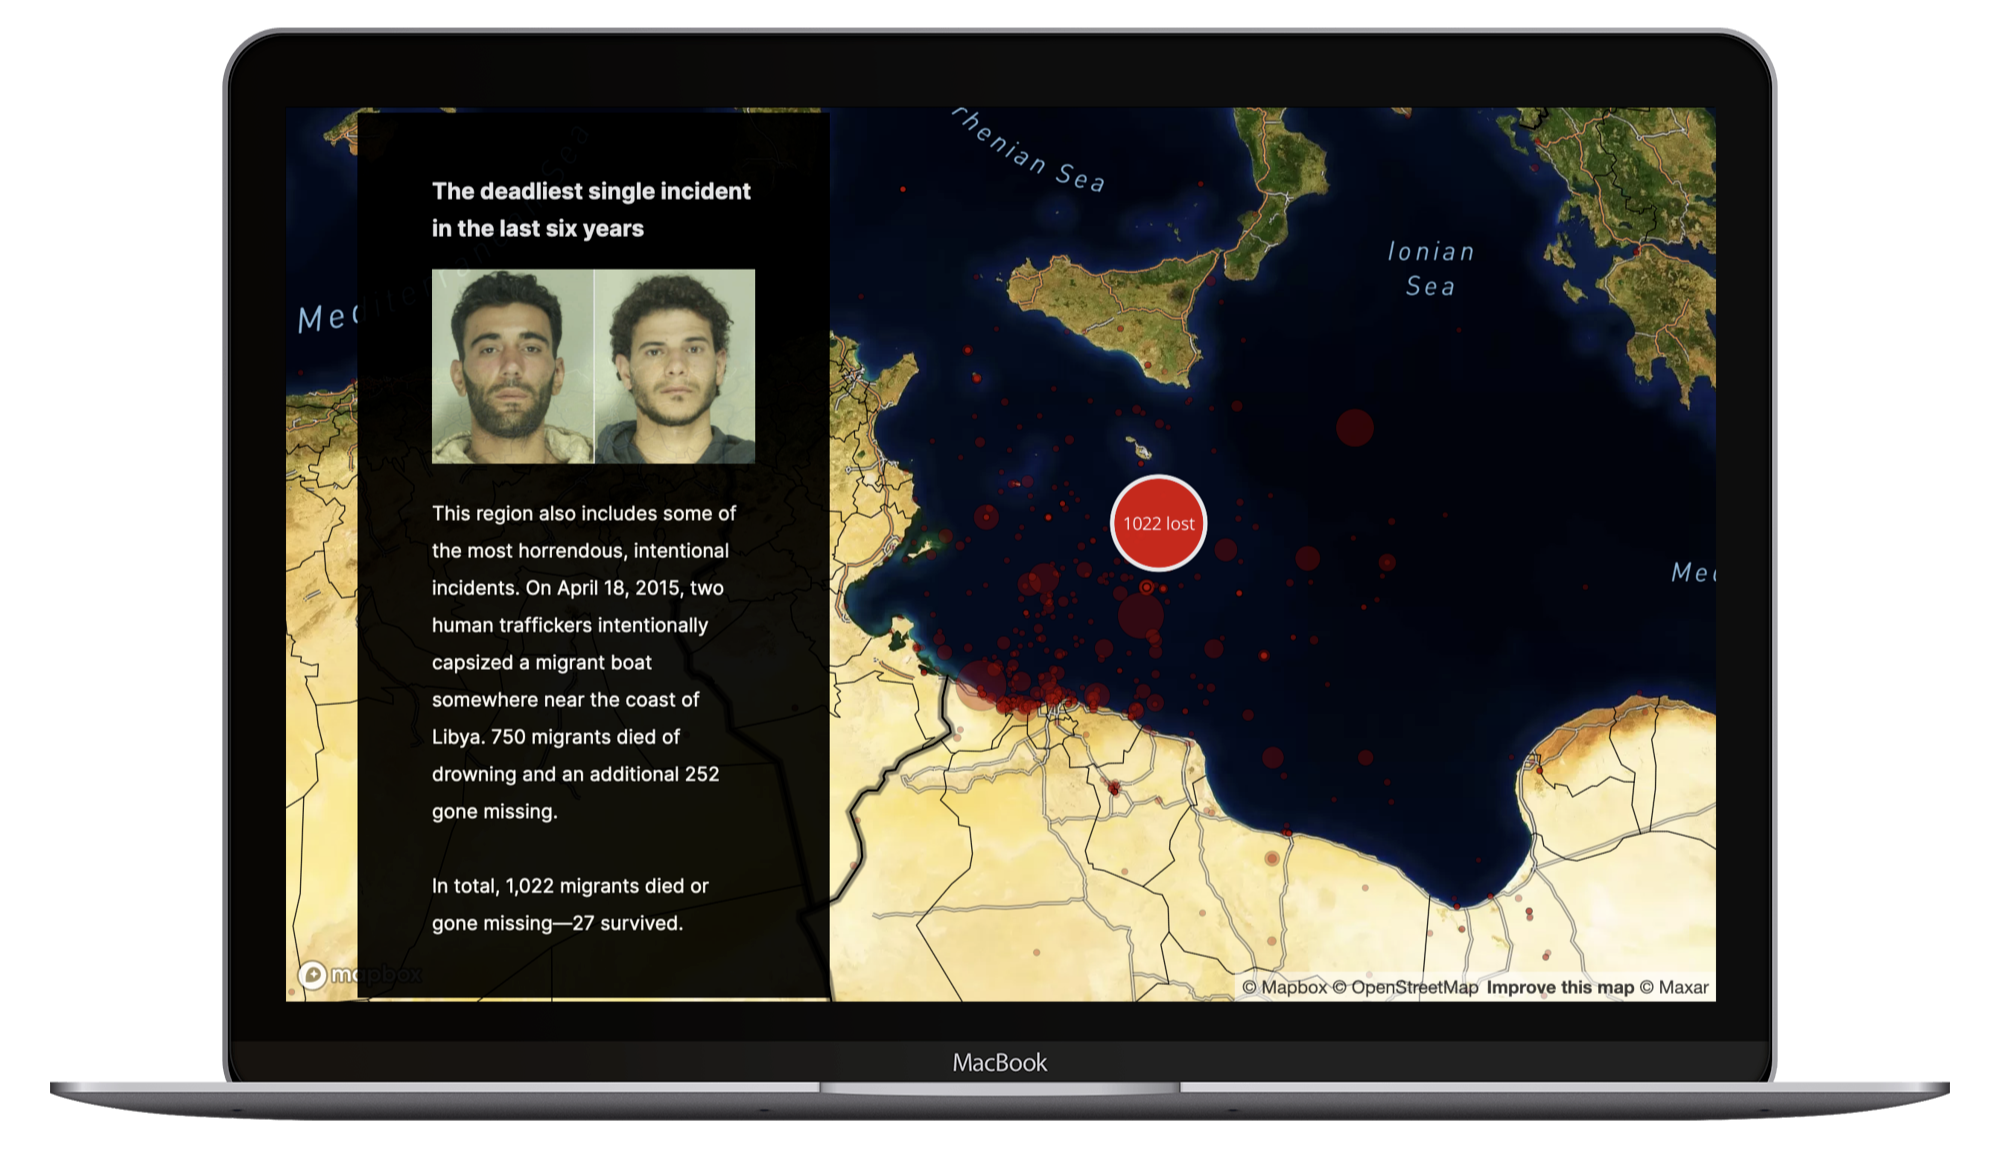 The deadliest single incident
in the last six years
This region also includes some of
the most horrendous, intentional
incidents. On April 18, 2015, two
human traffickers intentionally
capsized a migrant boat
somewhere near the coast of
Libya. 750 migrants died of
drowning and an additional 252
gone missing.
In total, 1,022 migrants died or
gone missing—27 survived.
mapbox
Mediterranean Sea
rhenian Sea
Ionian
Sea
1022 lost
Med
© Mapbox © OpenStreetMap Improve this map © Maxar
MacBook